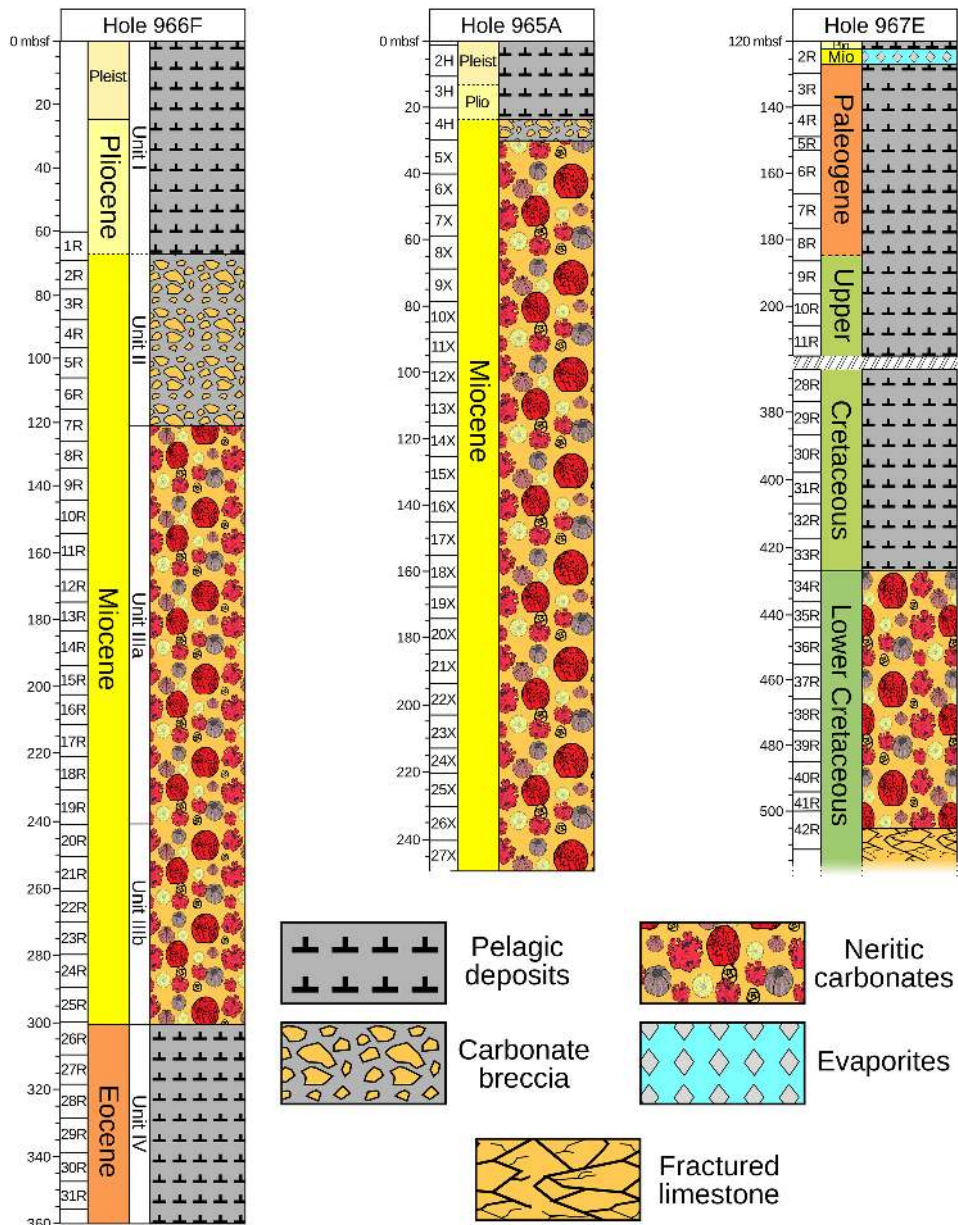 Hole 966F
0 mbsf
20
40
60
80
100
120
140
160
180
200
220
240
260
280
300
320
340
360
1R
2R
3R
4R
5R
6R
7R
8R
9R
10R
11R
12R
13R
14R
15R
16R
17R
18R
19R
20R
21R
22R
23R
24R
25R
26R
27R
28R
29R
30R
31R
Pleist
Pliocene
Miocene
Eocene
Unit I
Unit II
Unit IIIa
Unit IIIb
Unit IV
Hole 965A
0 mbsf
20
40
60
80
100
120
140
160
180
200
220
240
2H
3H
4H
5X
6X
7X
8X
9X
10X
11X
12X
13X
14X
15X
16X
17X
18X
19X
20X
21X
22X
23X
24X
25X
26X
27X
Pleist
Plio
Miocene
Hole 967E
120 mbsf
140
160
180
200
380
400
420
440
460
480
500
2R
3R
4R
5R
6R
7R
8R
9R
10R
11R
28R
29R
30R
31R
32R
33R
34R
35R
36R
37R
38R
39R
40R
41R
42R
Plio
Mio
Paleogene
Upper
Cretaceous
Lower Cretaceous
Pelagic
deposits
Neritic
carbonates
Carbonate
breccia
Evaporites
Fractured
limestone